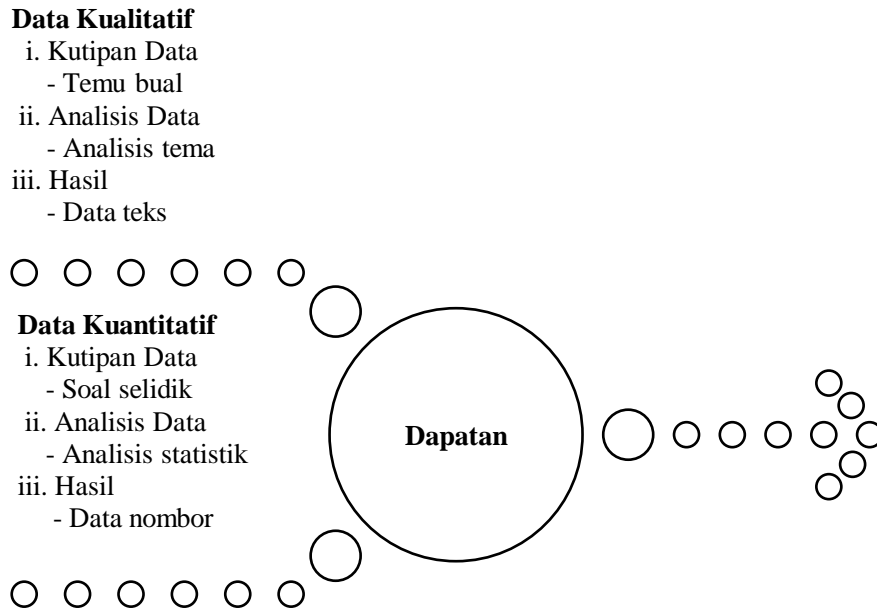 Data Kualitatif
i. Kutipan Data
- Temu bual
ii. Analisis Data
- Analisis tema
iii. Hasil
- Data teks
Data Kuantitatif
i. Kutipan Data
- Soal selidik
ii. Analisis Data
- Analisis statistik
iii. Hasil
- Data nombor
Dapatan